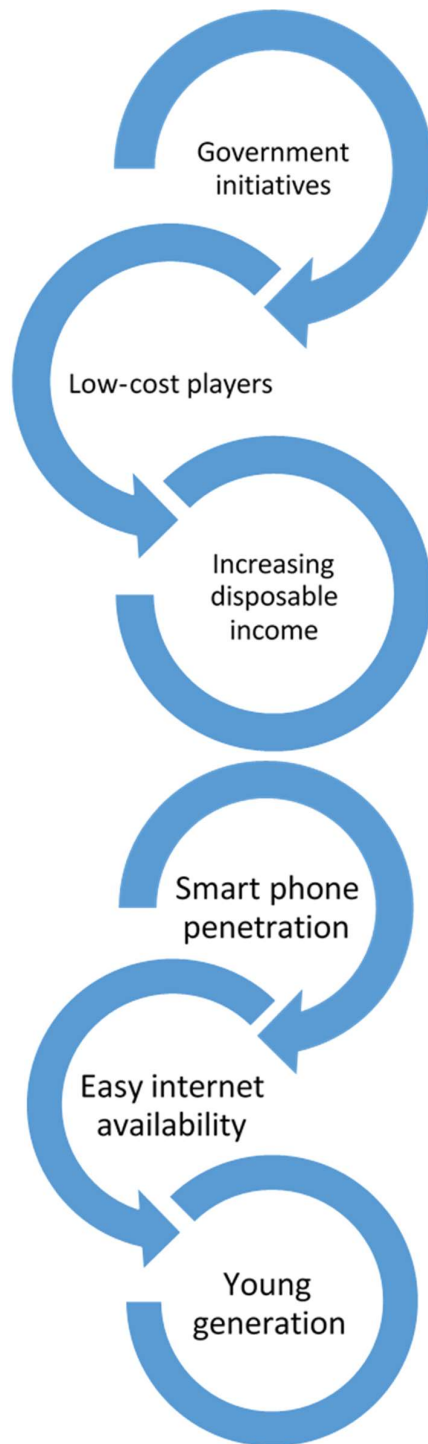 Government
initiatives
Low-cost players
Increasing
disposable
income
Smart phone
penetration
Easy internet
availability
Young
generation